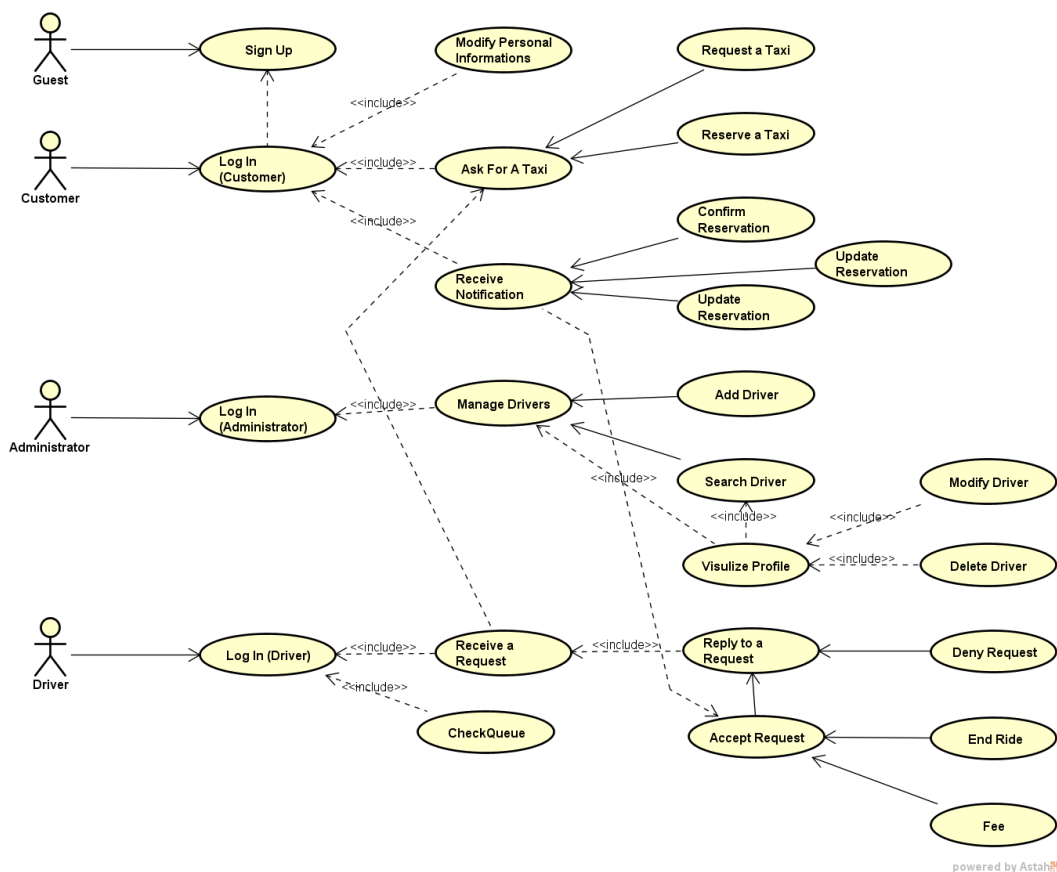 Guest
Sign Up
Modify Personal
Informations
Request a Taxi
<<include>>
Reserve a Taxi
Customer
Log In
(Customer)
<<include>>
Ask For A Taxi
<<include>>
Confirm
Reservation
Update
Reservation
Receive
Notification
Update
Reservation
Administrator
Log In
(Administrator)
<<include>>
Manage Drivers
Add Driver
<<include>>
Search Driver
Modify Driver
<<include>>
<<include>>
Visulize Profile
<<include>>
Delete Driver
Driver
Log In (Driver)
<<include>>
Receive a
Request
<<include>>
Reply to a
Request
Deny Request
<<include>>
CheckQueue
Accept Request
End Ride
Fee
powered by Astah